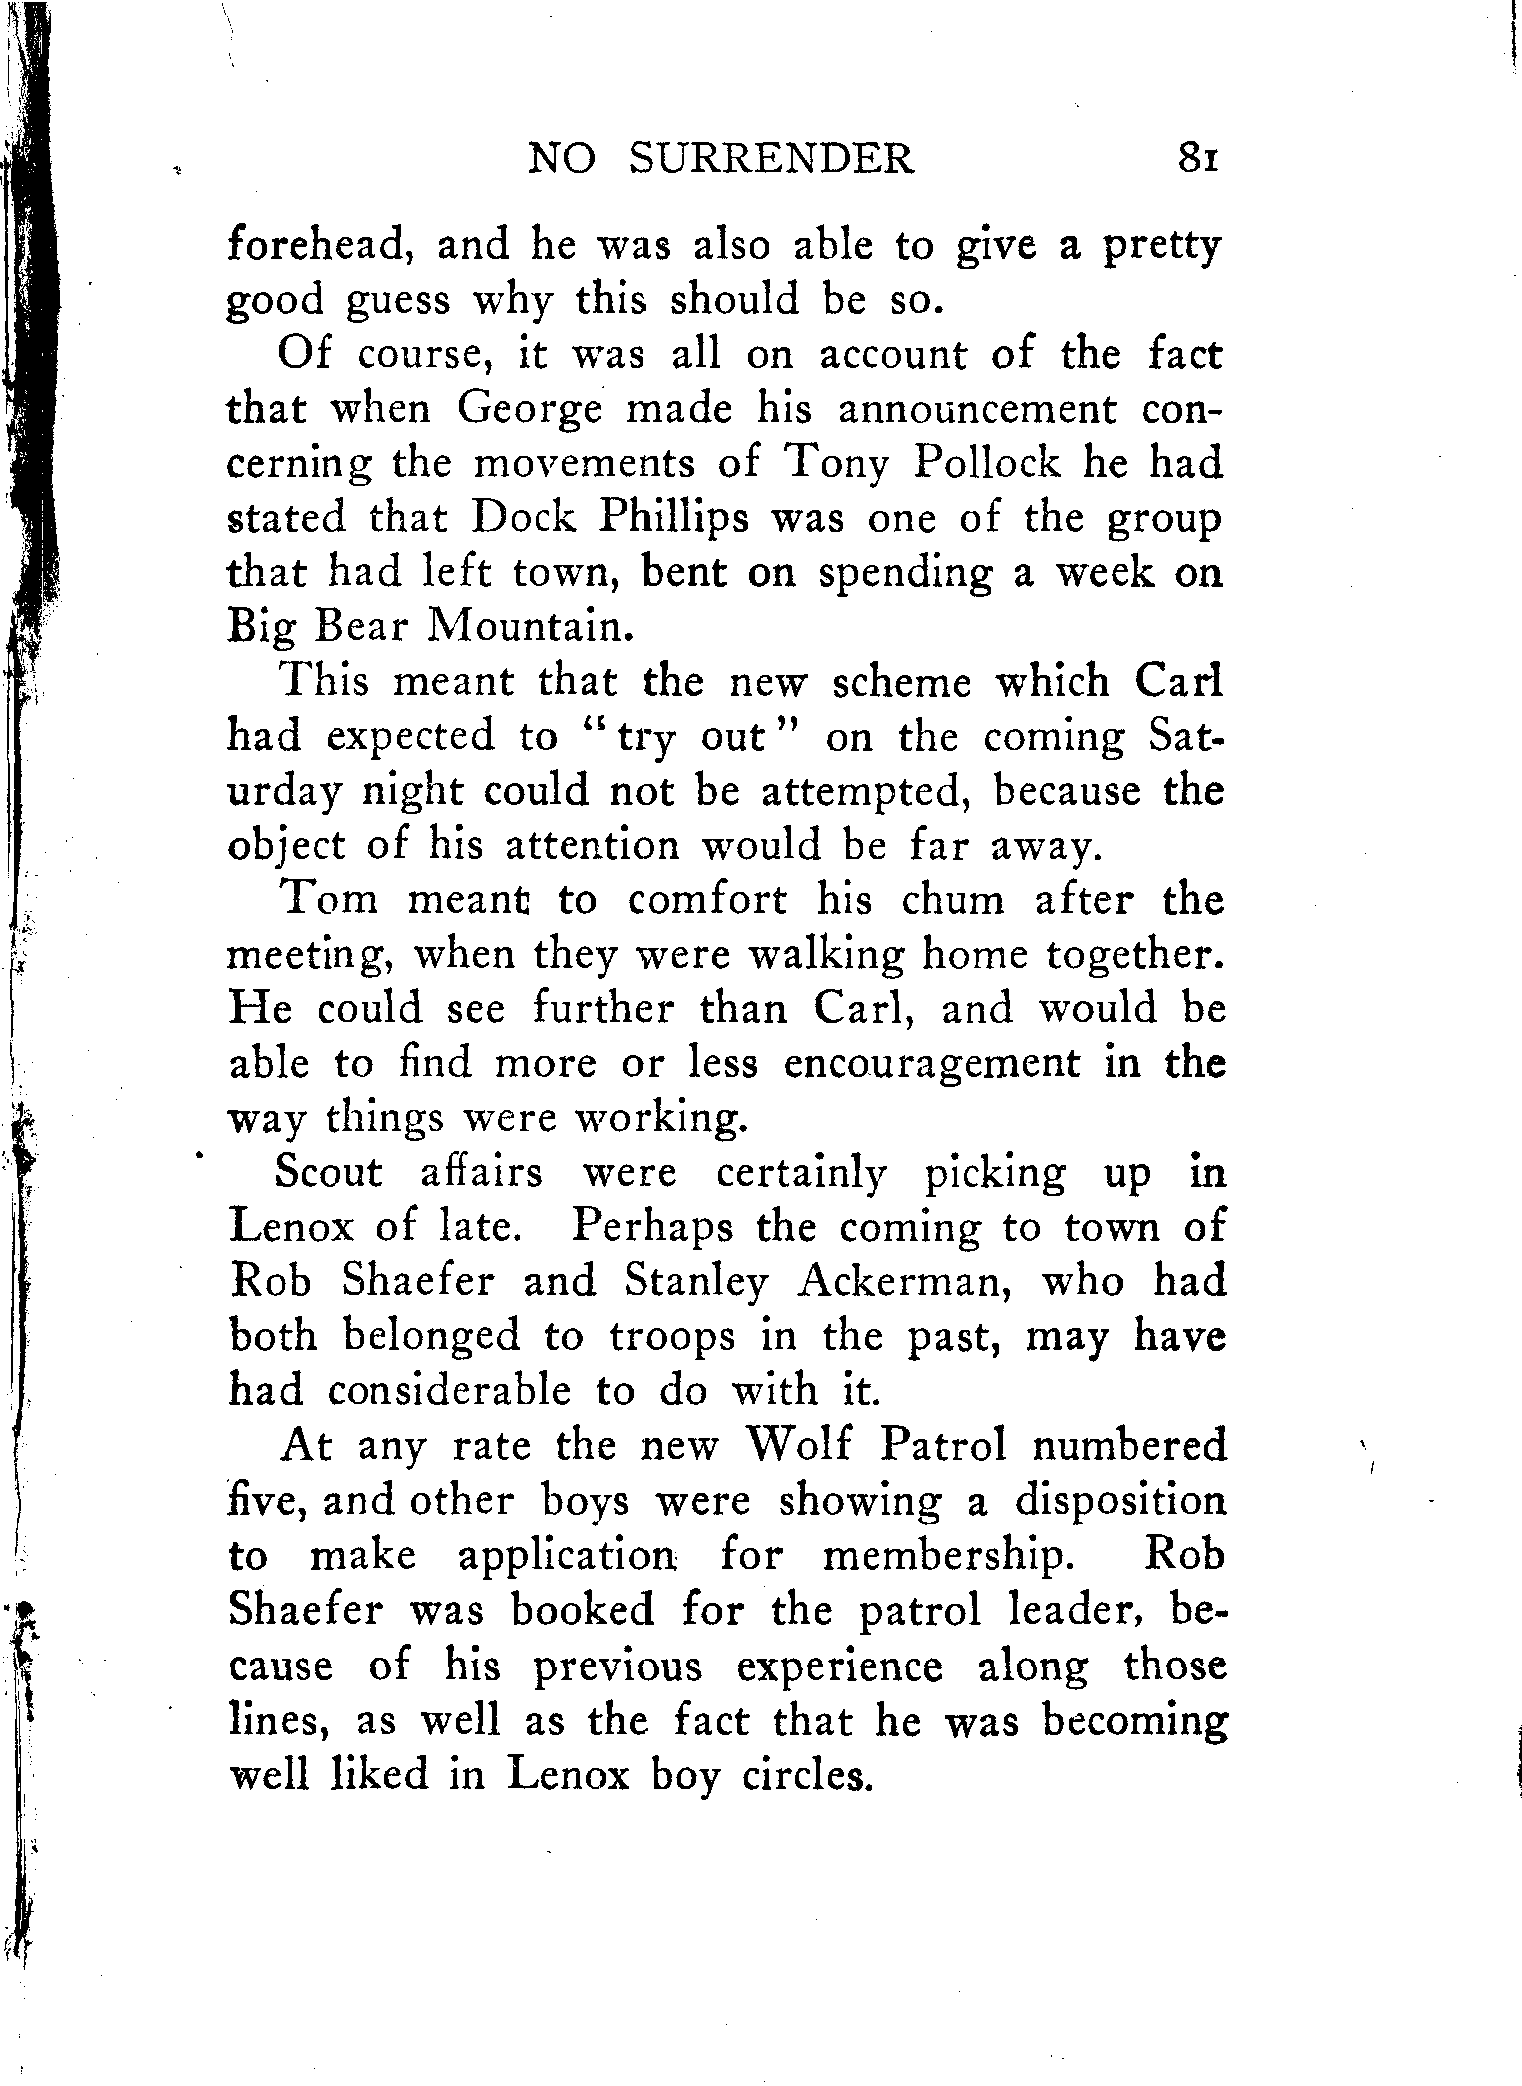 NO SURRENDER 81
forehead, and he was also able to give a pretty
good guess why this should be so.
Of course, it was all on account of the fact
that when George made his announcement con-
cerning the movements of Tony Pollock he had
stated that Dock Phillips was one of the group
that had left town, bent on spending a week on
Big Bear Mountain.
This meant that the new scheme which Carl
had expected to “try out” on the coming Sat-
urday night could not be attempted, because the
object of his attention would be far away.
Tom meant to comfort his chum after the
meeting, when they were walking home together.
He could see further than Carl, and would be
able to find more or less encouragement in the
way things were working.
Scout affairs were certainly picking up in
Lenox of late. Perhaps the coming to town of
Rob Shaefer and Stanley Ackerman, who had
both belonged to troops in the past, may have
had considerable to do with it.
At any rate the new Wolf Patrol numbered
five, and other boys were showing a disposition
to make application for membership. Rob
Shaefer was booked for the patrol leader, be-
cause of his previous experience along those
lines, as well as the fact that he was becoming
well liked in Lenox boy circles.